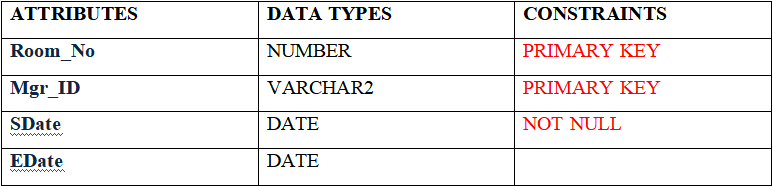 ATTRIBUTES DATA TYPES CONSTRAINTS
Room_No NUMBER PRIMARY KEY
Mgr_ID VARCHAR2 PRIMARY KEY
SDate DATE NOT NULL
EDate DATE